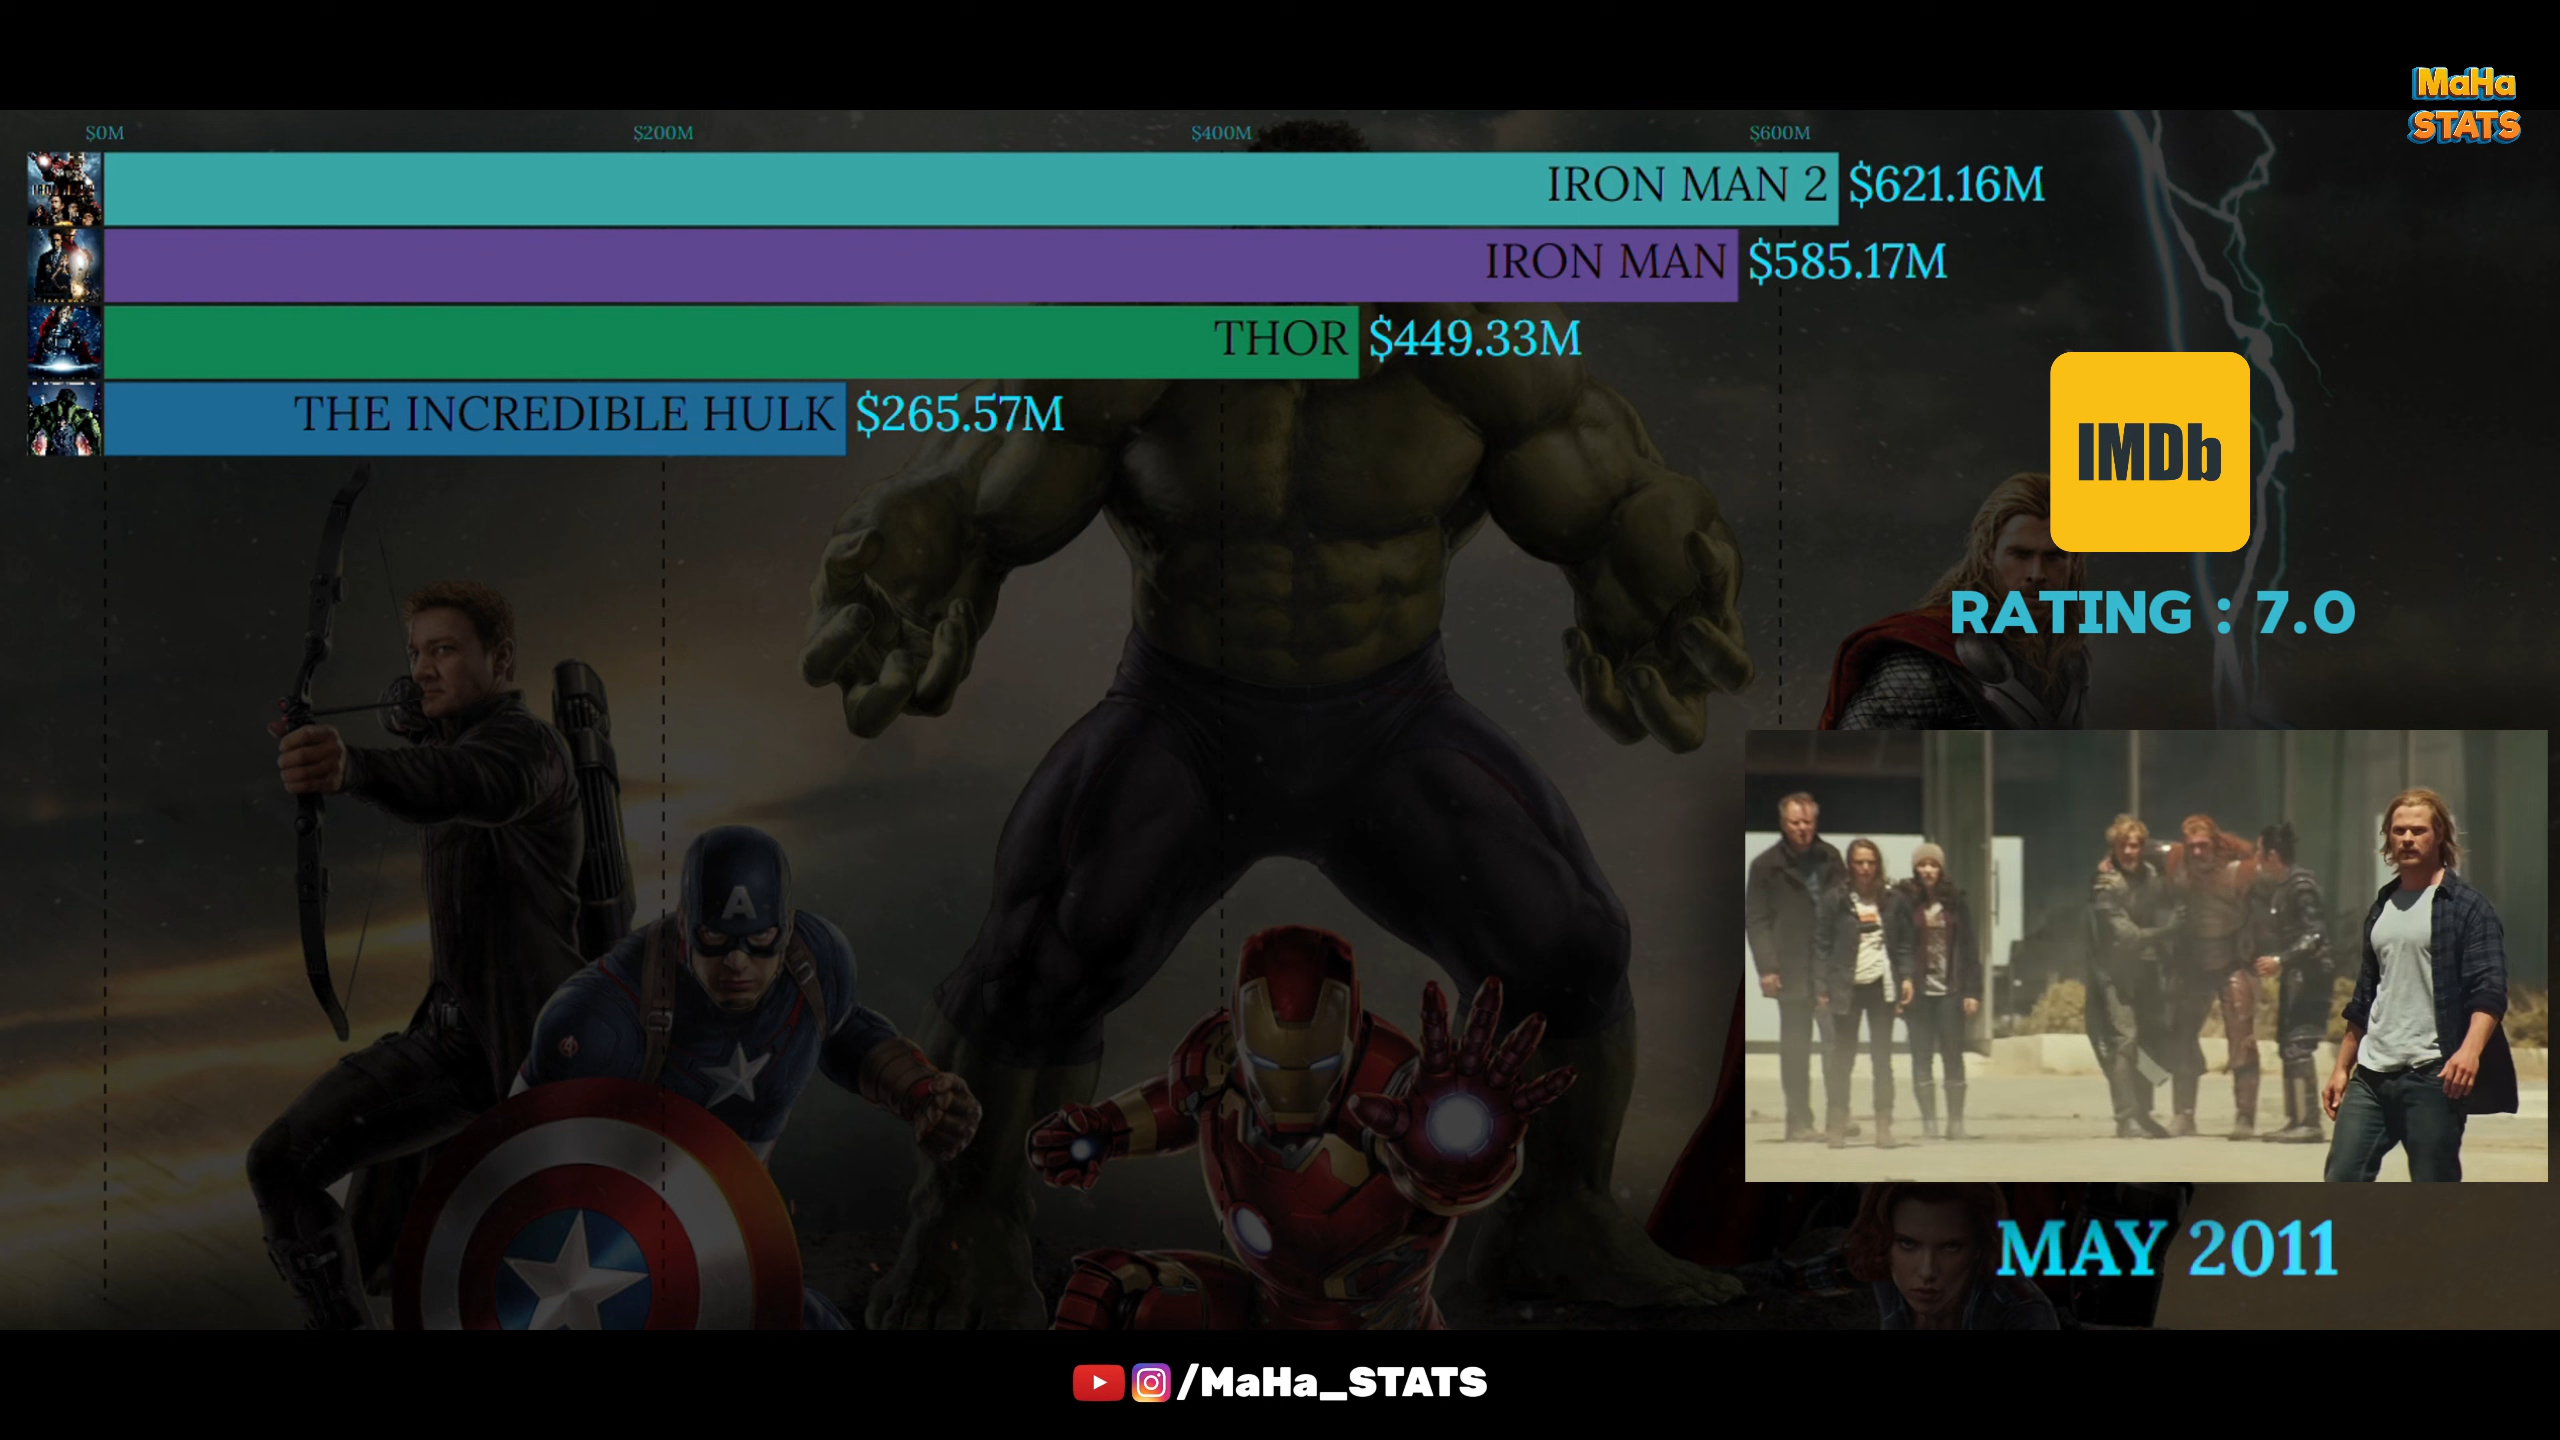 MaHa
STATS
$0M $200M $400M $600M
IRON MAN 2 $621.16M
IRON MAN $585.17M
THOR $449.33M
THE INCREDIBLE HULK $265.57M
IMDb
RATING : 7.0
A
MAY 2011
/MaHa_STATS